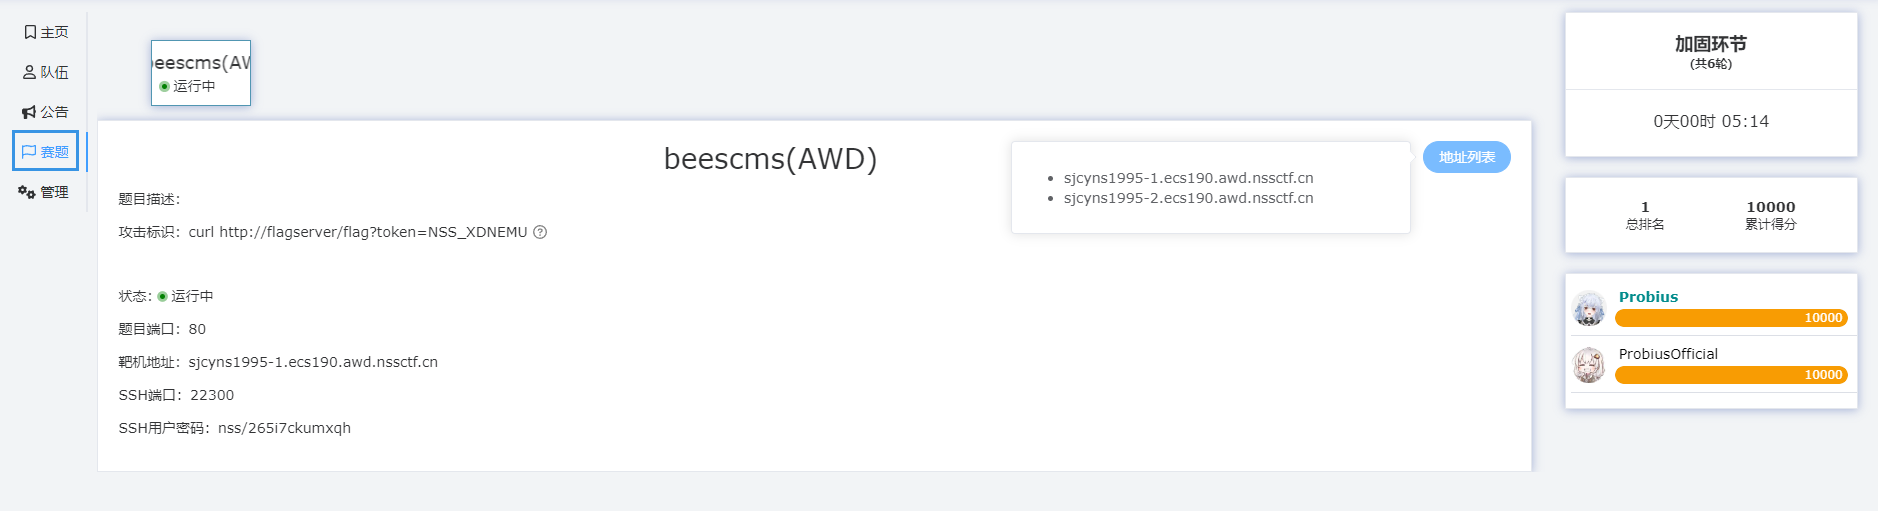 主页
队伍
公告
赛题
管理
beescms(AW
运行中
beescms(AWD)
地址列表
sjcyns1995-1.ecs190.awd.nssctf.cn
sjcyns1995-2.ecs190.awd.nssctf.cn
题目描述：
攻击标识：curl http://flagserver/flag?token=NSS_XDNEMU
状态：运行中
题目端口：80
靶机地址：sjcyns1995-1.ecs190.awd.nssctf.cn
SSH端口：22300
SSH用户密码：nss/265i7ckumxqh
加固环节
(共6轮)
0天00时 05:14
1 10000
总排名 累计得分
Probius
10000
ProbiusOfficial
10000